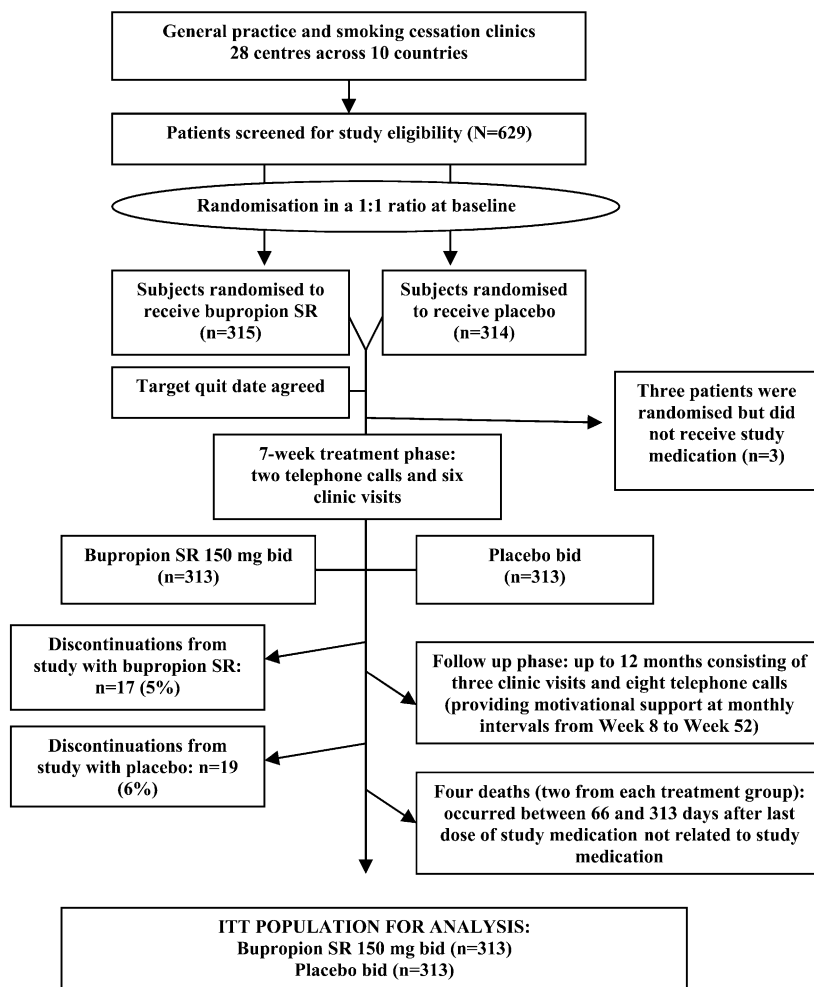 General practice and smoking cessation clinics
28 centres across 10 countries
Patients screened for study eligibility (N=629)
Randomisation in a 1:1 ratio at baseline
Subjects randomised to
receive bupropion SR
(n=315)
Subjects randomised
to receive placebo
(n=314)
Target quit date agreed
Three patients were
randomised but did
not receive study
medication (n=3)
7-week treatment phase:
two telephone calls and six
clinic visits
Bupropion SR 150 mg bid
(n=313)
Placebo bid
(n=313)
Discontinuations from
study with bupropion SR:
n=17 (5%)
Follow up phase: up to 12 months consisting of
three clinic visits and eight telephone calls
(providing motivational support at monthly
intervals from Week 8 to Week 52)
Discontinuations from
study with placebo: n=19
(6%)
Four deaths (two from each treatment group):
occurred between 66 and 313 days after last
dose of study medication not related to study
medication
ITT POPULATION FOR ANALYSIS:
Bupropion SR 150 mg bid (n=313)
Placebo bid (n=313)